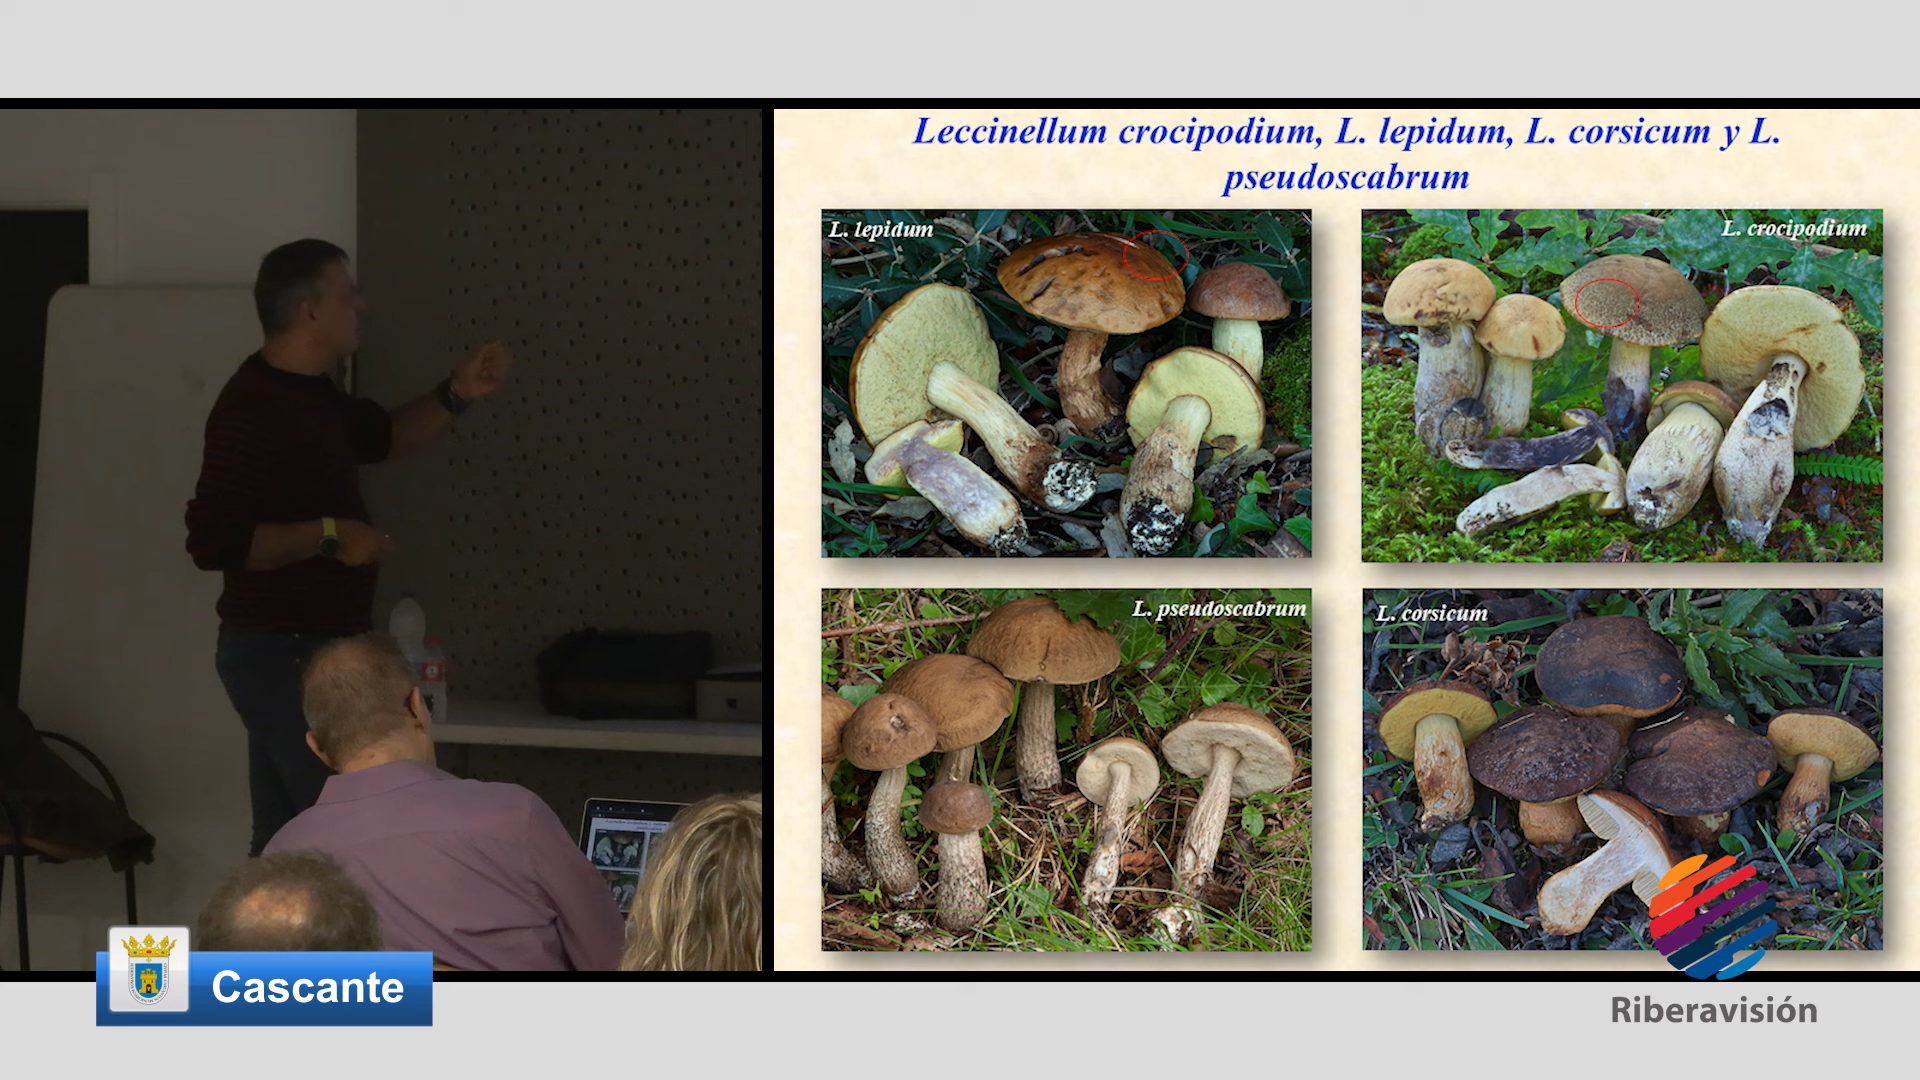 Leccinellum crocipodium, L. lepidum, L. corsicum y L.
pseudoscabrum
L. lepidum
L. crocipodium
L. pseudoscabrum
L. corsicum
Cascante
Riberavisión